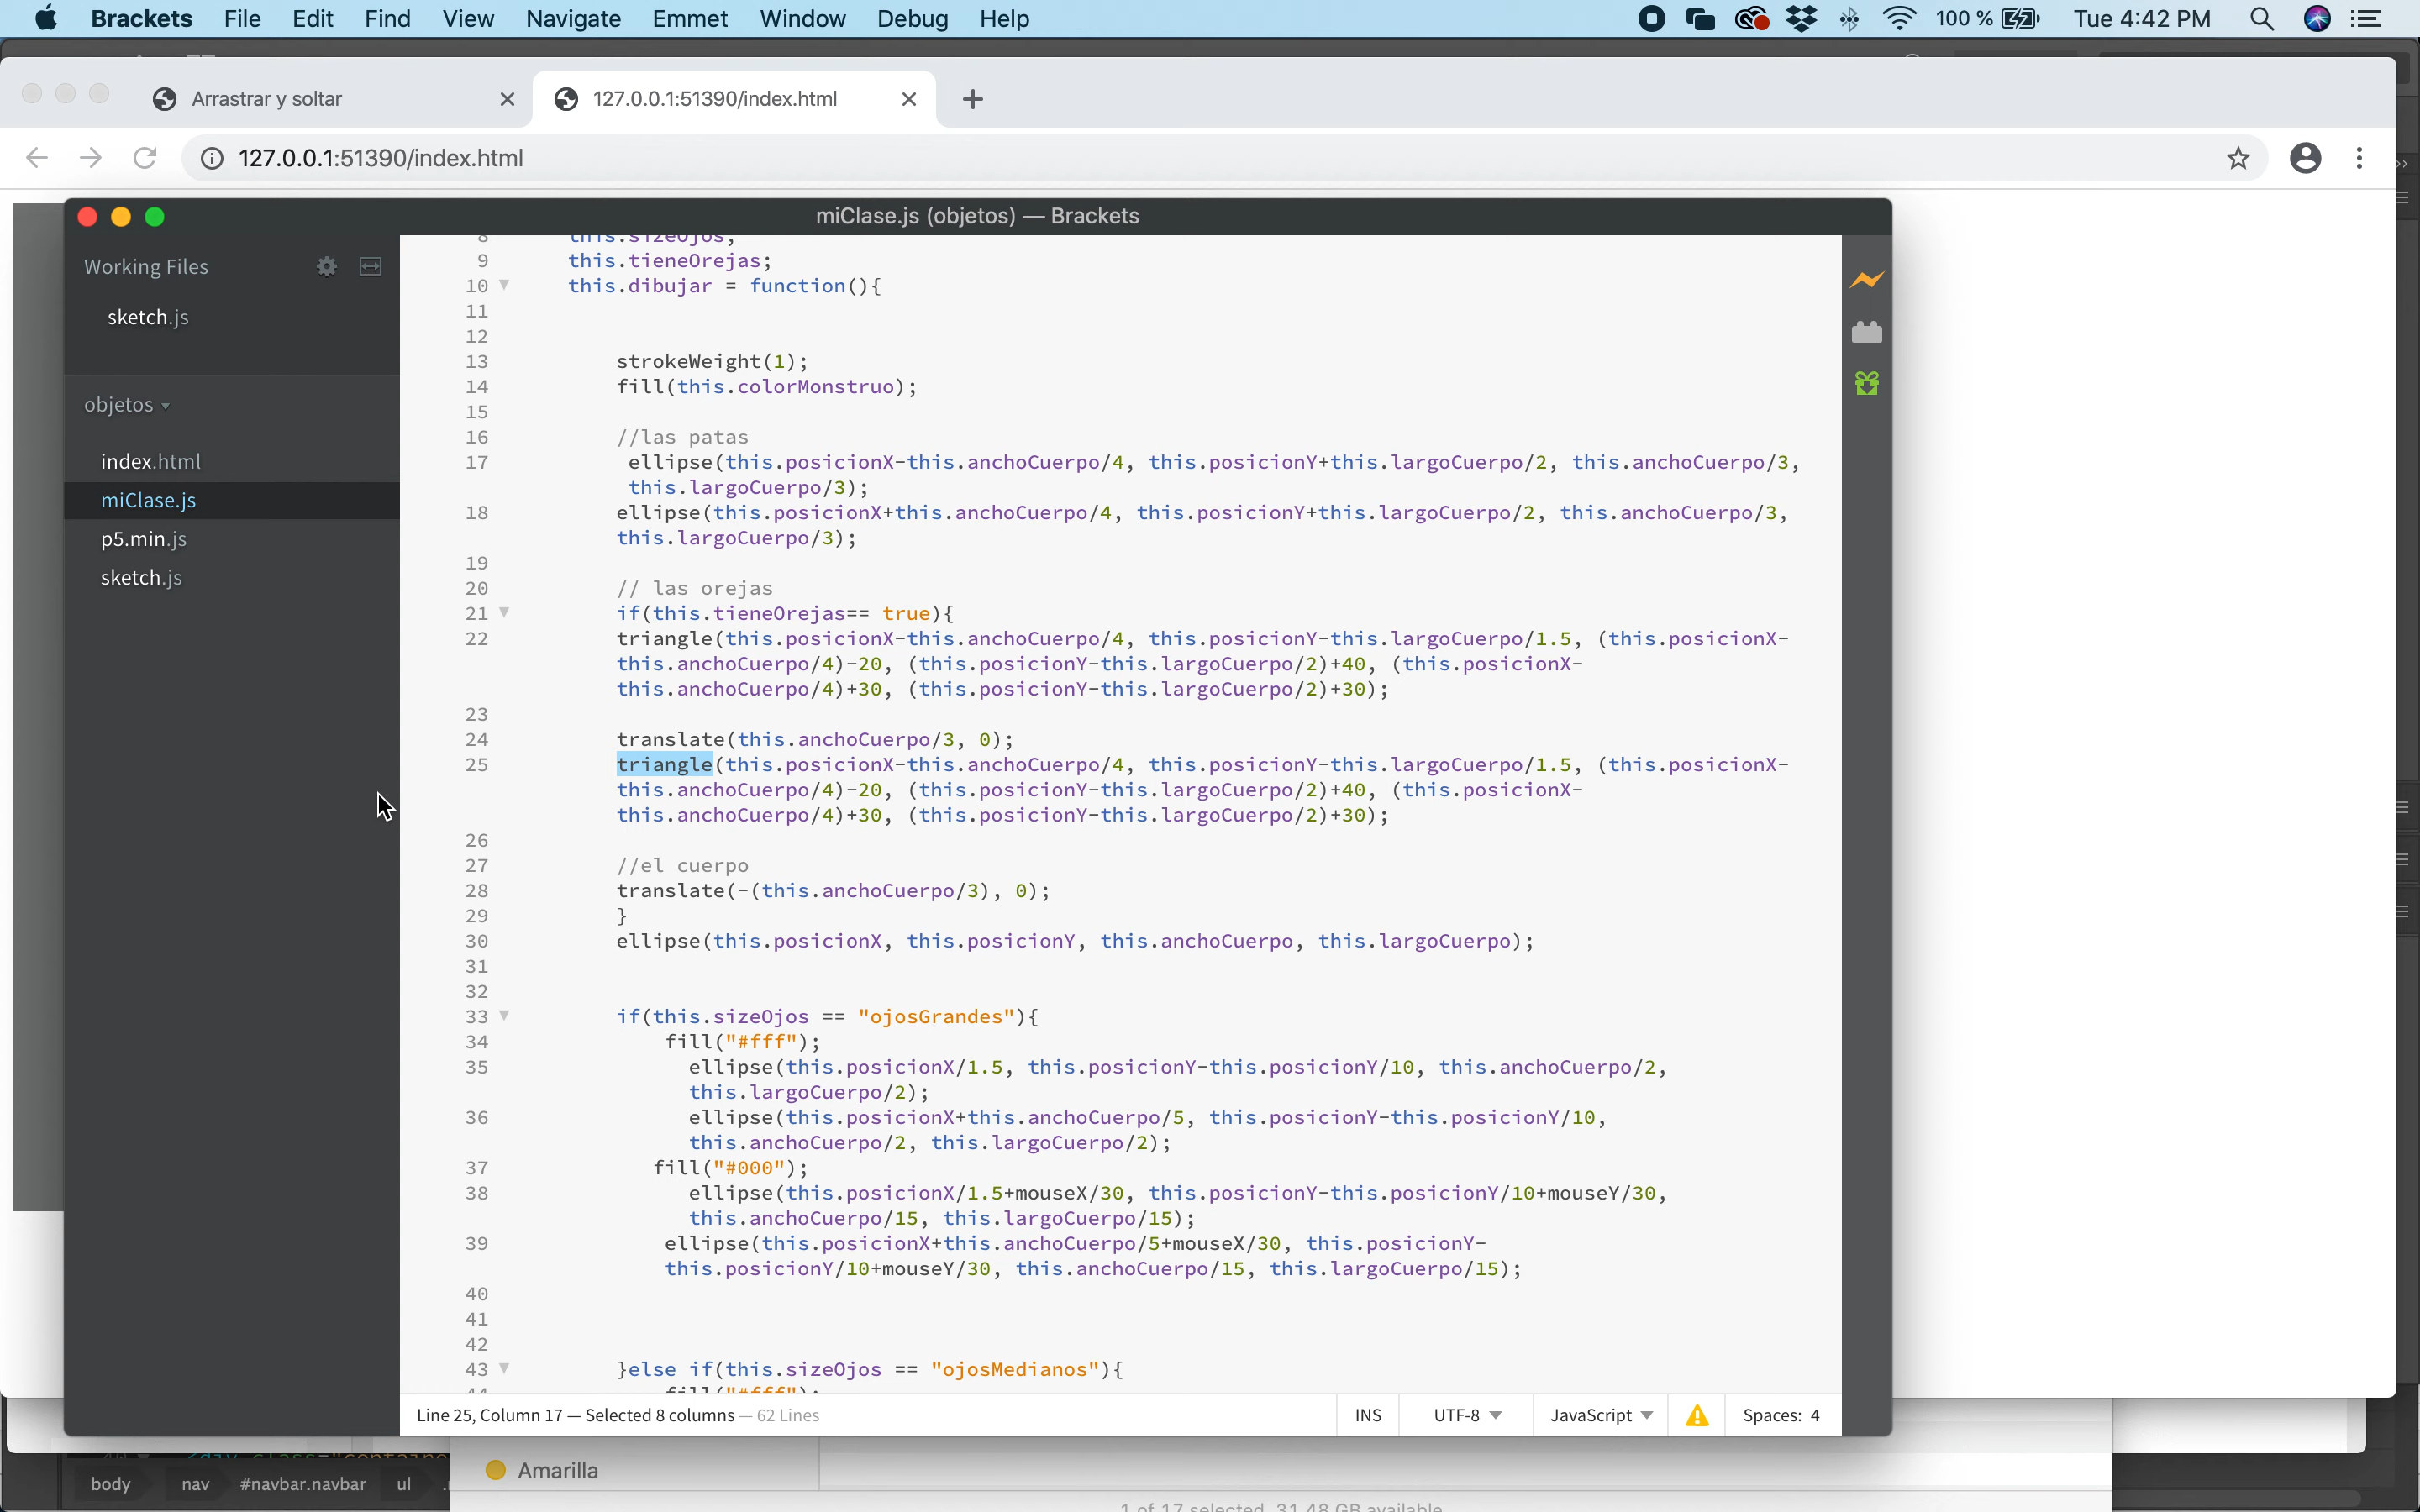 Brackets File Edit Find View Navigate Emmet Window Debug Help 100 % Tue 4:42 PM
Arrastrar y soltar 127.0.0.1:51390/index.html
127.0.0.1:51390/index.html
miClase.js (objetos) — Brackets
Working Files
sketch.js
objetos
index.html
miClase.js
p5.min.js
sketch.js
8 this.sizeOjos;
9 this.tieneOrejas;
10 this.dibujar = function(){
11
12
13 strokeWeight(1);
14 fill(this.colorMonstruo);
15
16 //las patas
17 ellipse(this.posicionX-this.anchoCuerpo/4, this.posicionY+this.largoCuerpo/2, this.anchoCuerpo/3,
this.largoCuerpo/3);
18 ellipse(this.posicionX+this.anchoCuerpo/4, this.posicionY+this.largoCuerpo/2, this.anchoCuerpo/3,
this.largoCuerpo/3);
19
20 // las orejas
21 if(this.tieneOrejas== true){
22 triangle(this.posicionX-this.anchoCuerpo/4, this.posicionY-this.largoCuerpo/1.5, (this.posicionX-
this.anchoCuerpo/4)-20, (this.posicionY-this.largoCuerpo/2)+40, (this.posicionX-
this.anchoCuerpo/4)+30, (this.posicionY-this.largoCuerpo/2)+30);
23
24 translate(this.anchoCuerpo/3, 0);
25 triangle(this.posicionX-this.anchoCuerpo/4, this.posicionY-this.largoCuerpo/1.5, (this.posicionX-
this.anchoCuerpo/4)-20, (this.posicionY-this.largoCuerpo/2)+40, (this.posicionX-
this.anchoCuerpo/4)+30, (this.posicionY-this.largoCuerpo/2)+30);
26
27 //el cuerpo
28 translate(-(this.anchoCuerpo/3), 0);
29 }
30 ellipse(this.posicionX, this.posicionY, this.anchoCuerpo, this.largoCuerpo);
31
32
33 if(this.sizeOjos == "ojosGrandes"){
34 fill("#fff");
35 ellipse(this.posicionX/1.5, this.posicionY-this.posicionY/10, this.anchoCuerpo/2,
this.largoCuerpo/2);
36 ellipse(this.posicionX+this.anchoCuerpo/5, this.posicionY-this.posicionY/10,
this.anchoCuerpo/2, this.largoCuerpo/2);
37 fill("#000");
38 ellipse(this.posicionX/1.5+mouseX/30, this.posicionY-this.posicionY/10+mouseY/30,
this.anchoCuerpo/15, this.largoCuerpo/15);
39 ellipse(this.posicionX+this.anchoCuerpo/5+mouseX/30, this.posicionY-
this.posicionY/10+mouseY/30, this.anchoCuerpo/15, this.largoCuerpo/15);
40
41
42
43 }else if(this.sizeOjos == "ojosMedianos"){
44 fill("#fff");
Line 25, Column 17 — Selected 8 columns — 62 Lines INS UTF-8 JavaScript Spaces: 4
<div class="containe
body nav #navbar.navbar ul
Amarilla
1 of 17 selected, 31.48 GB available